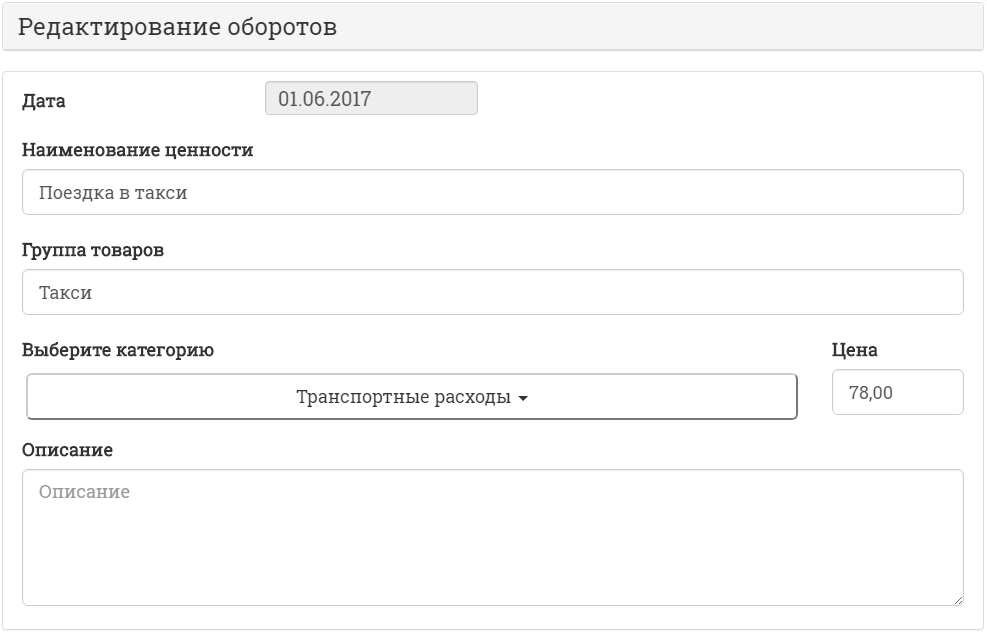 Редактирование оборотов
Дата 01.06.2017
Наименование ценности
Поездка в такси
Группа товаров
Такси
Выберите категорию Цена
Транспортные расходы 78,00
Описание
Описание